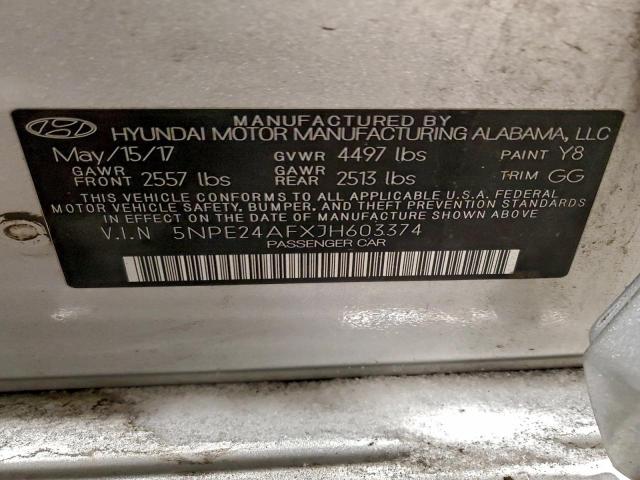 MANUFACTURED BY
HYUNDAI MOTOR MANUFACTURING ALABAMA, LLC
May/15/17 GVWR 4497 lbs PAINT Y8
GAWR FRONT 2557 lbs GAWR REAR 2513 lbs TRIM GG
THIS VEHICLE CONFORMS TO ALL APPLICABLE U.S.A. FEDERAL
MOTOR VEHICLE SAFETY, BUMPER, AND THEFT PREVENTION STANDARDS
IN EFFECT ON THE DATE OF MANUFACTURE SHOWN ABOVE.
V.I.N 5NPE24AFXJH603374
PASSENGER CAR